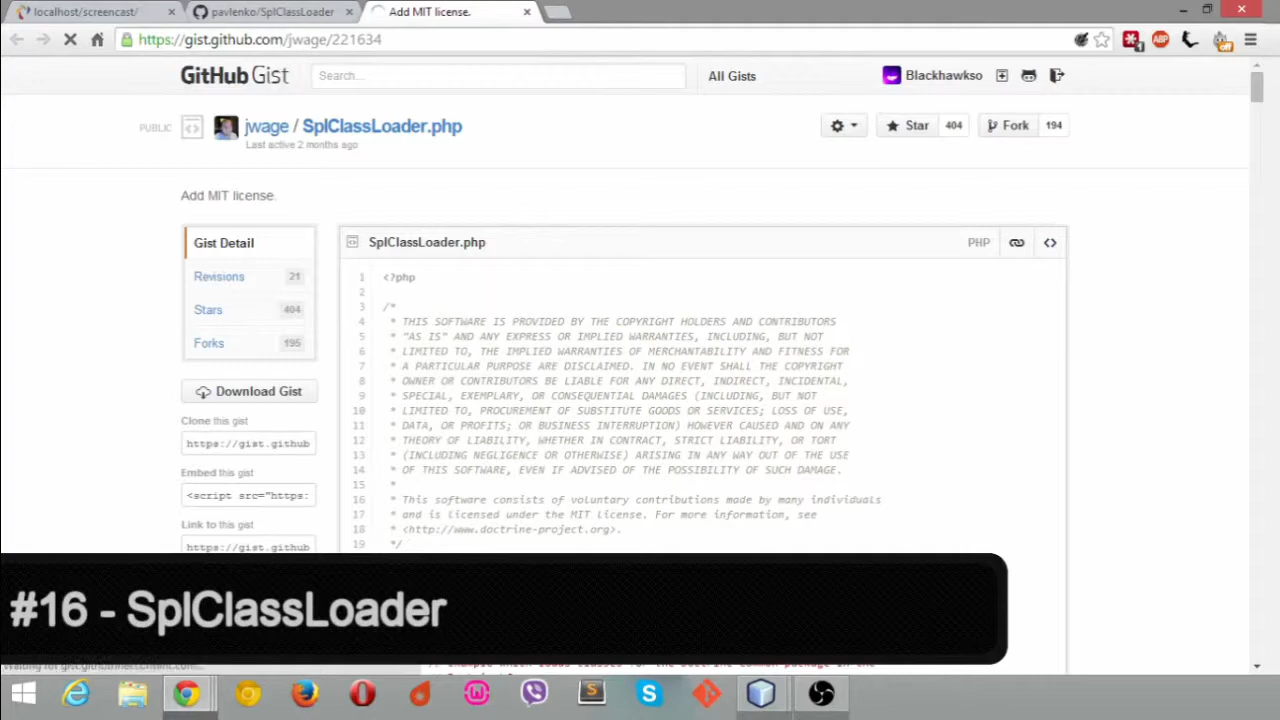 localhost/screencast/
pavlenko/SplClassLoader
Add MIT license.
https://gist.github.com/jwage/221634
GitHub Gist
Search...
All Gists
Blackhawkso
PUBLIC
jwage / SplClassLoader.php
Last active 2 months ago
Star 404
Fork 194
Add MIT license.
Gist Detail
Revisions 21
Stars 404
Forks 195
Download Gist
Clone this gist
https://gist.github
Embed this gist
<script src="https:
Link to this gist
https://gist.github
SplClassLoader.php
PHP
1 <?php
2
3 /*
4 * THIS SOFTWARE IS PROVIDED BY THE COPYRIGHT HOLDERS AND CONTRIBUTORS
5 * "AS IS" AND ANY EXPRESS OR IMPLIED WARRANTIES, INCLUDING, BUT NOT
6 * LIMITED TO, THE IMPLIED WARRANTIES OF MERCHANTABILITY AND FITNESS FOR
7 * A PARTICULAR PURPOSE ARE DISCLAIMED. IN NO EVENT SHALL THE COPYRIGHT
8 * OWNER OR CONTRIBUTORS BE LIABLE FOR ANY DIRECT, INDIRECT, INCIDENTAL,
9 * SPECIAL, EXEMPLARY, OR CONSEQUENTIAL DAMAGES (INCLUDING, BUT NOT
10 * LIMITED TO, PROCUREMENT OF SUBSTITUTE GOODS OR SERVICES; LOSS OF USE,
11 * DATA, OR PROFITS; OR BUSINESS INTERRUPTION) HOWEVER CAUSED AND ON ANY
12 * THEORY OF LIABILITY, WHETHER IN CONTRACT, STRICT LIABILITY, OR TORT
13 * (INCLUDING NEGLIGENCE OR OTHERWISE) ARISING IN ANY WAY OUT OF THE USE
14 * OF THIS SOFTWARE, EVEN IF ADVISED OF THE POSSIBILITY OF SUCH DAMAGE.
15 *
16 * This software consists of voluntary contributions made by many individuals
17 * and is licensed under the MIT license. For more information, see
18 * <http://www.doctrine-project.org>.
19 */
#16 - SplClassLoader